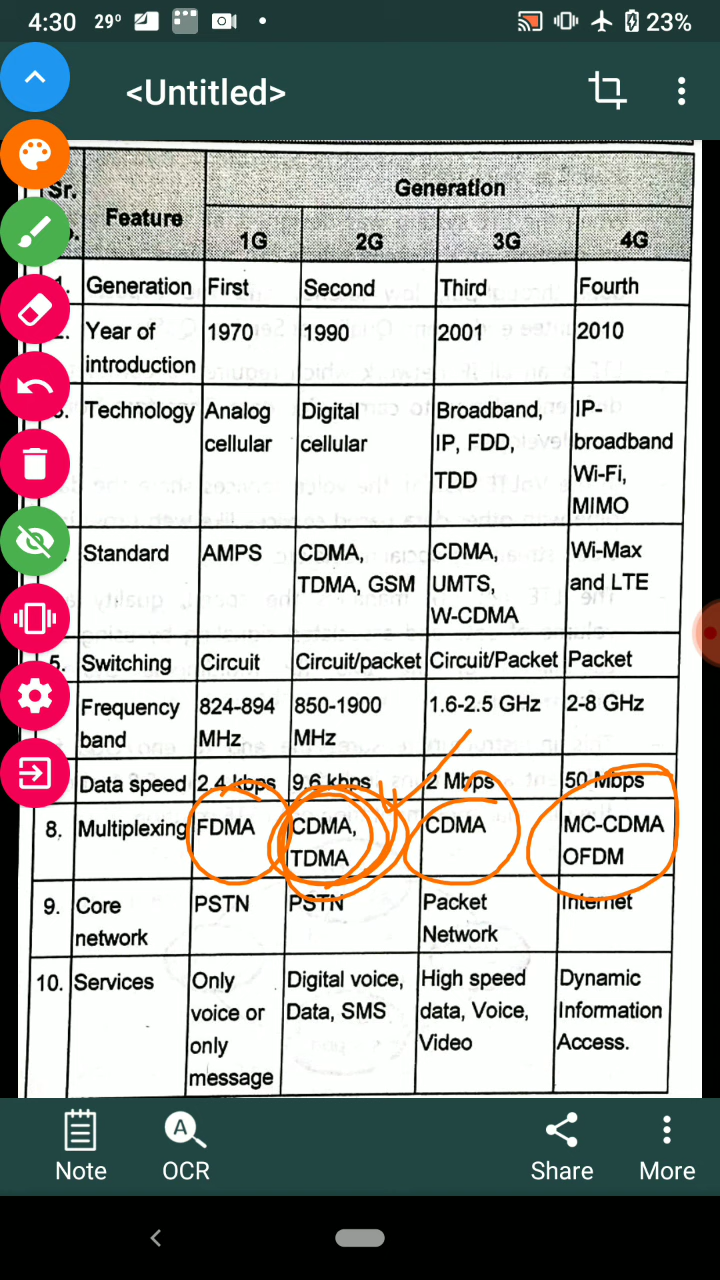 4:30 29° 23%
<Untitled>
Sr. Feature Generation
1G 2G 3G 4G
Generation First Second Third Fourth
Year of introduction 1970 1990 2001 2010
Technology Analog cellular Digital cellular Broadband, IP, FDD, TDD IP-broadband Wi-Fi, MIMO
Standard AMPS CDMA, TDMA, GSM CDMA, UMTS, W-CDMA Wi-Max and LTE
5. Switching Circuit Circuit/packet Circuit/Packet Packet
Frequency band 824-894 MHz 850-1900 MHz 1.6-2.5 GHz 2-8 GHz
Data speed 2.4 kbps 9.6 kbps 2 Mbps 50 Mbps
8. Multiplexing FDMA CDMA, TDMA CDMA MC-CDMA OFDM
9. Core network PSTN PSTN Packet Network Internet
10. Services Only voice or only message Digital voice, Data, SMS High speed data, Voice, Video Dynamic Information Access.
Note OCR Share More